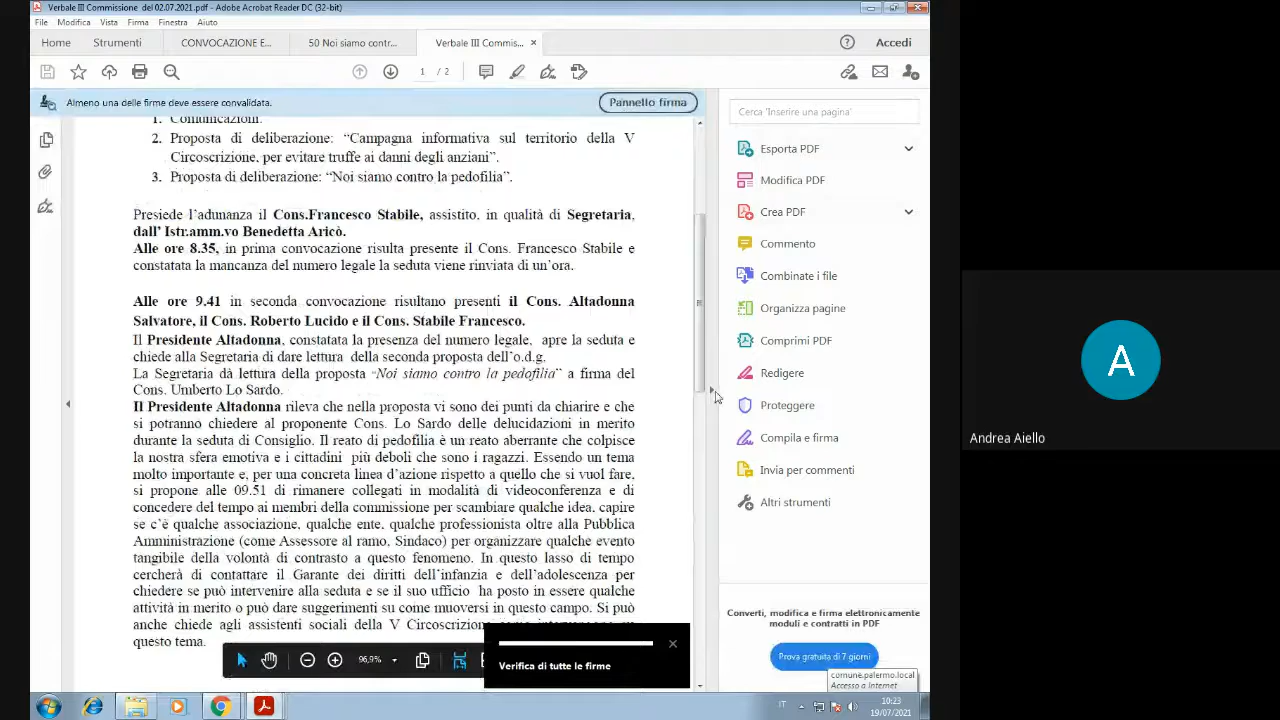 Verbale III Commissione del 02.07.2021.pdf - Adobe Acrobat Reader DC (32-bit)
File Modifica Vista Firma Finestra Aiuto
Home Strumenti CONVOCAZIONE E... 50 Noi siamo contr... Verbale III Commis... × Accedi
1 / 2
Almeno una delle firme deve essere convalidata. Pannello firma
1. Comunicazioni.
2. Proposta di deliberazione: “Campagna informativa sul territorio della V
Circoscrizione, per evitare truffe ai danni degli anziani”.
3. Proposta di deliberazione: “Noi siamo contro la pedofilia”.
Presiede l’adunanza il Cons.Francesco Stabile, assistito, in qualità di Segretaria,
dall’ Istr.amm.vo Benedetta Aricò.
Alle ore 8.35, in prima convocazione risulta presente il Cons. Francesco Stabile e
constatata la mancanza del numero legale la seduta viene rinviata di un’ora.
Alle ore 9.41 in seconda convocazione risultano presenti il Cons. Altadonna
Salvatore, il Cons. Roberto Lucido e il Cons. Stabile Francesco.
Il Presidente Altadonna, constatata la presenza del numero legale, apre la seduta e
chiede alla Segretaria di dare lettura della seconda proposta dell’o.d.g.
La Segretaria dà lettura della proposta “Noi siamo contro la pedofilia” a firma del
Cons. Umberto Lo Sardo.
Il Presidente Altadonna rileva che nella proposta vi sono dei punti da chiarire e che
si potranno chiedere al proponente Cons. Lo Sardo delle delucidazioni in merito
durante la seduta di Consiglio. Il reato di pedofilia è un reato aberrante che colpisce
la nostra sfera emotiva e i cittadini più deboli che sono i ragazzi. Essendo un tema
molto importante e, per una concreta linea d’azione rispetto a quello che si vuol fare,
si propone alle 09.51 di rimanere collegati in modalità di videoconferenza e di
concedere del tempo ai membri della commissione per scambiare qualche idea, capire
se c’è qualche associazione, qualche ente, qualche professionista oltre alla Pubblica
Amministrazione (come Assessore al ramo, Sindaco) per organizzare qualche evento
tangibile della volontà di contrasto a questo fenomeno. In questo lasso di tempo
cercherà di contattare il Garante dei diritti dell’infanzia e dell’adolescenza per
chiedere se può intervenire alla seduta e se il suo ufficio ha posto in essere qualche
attività in merito o può dare suggerimenti su come muoversi in questo campo. Si può
anche chiede agli assistenti sociali della V Circoscrizione
questo tema.
96,9%
Verifica di tutte le firme
Cerca 'Inserire una pagina'
Esporta PDF
Modifica PDF
Crea PDF
Commento
Combinate i file
Organizza pagine
Comprimi PDF
Redigere
Proteggere
Compila e firma
Invia per commenti
Altri strumenti
Converti, modifica e firma elettronicamente
moduli e contratti in PDF
Prova gratuita di 7 giorni
comune.palermo.local
Accesso a Internet
IT 10:23
19/07/2021
A
Andrea Aiello